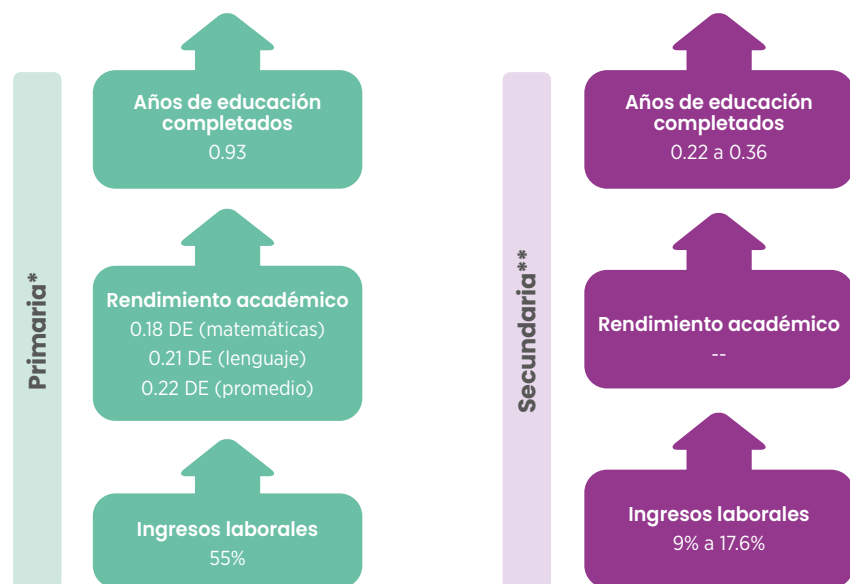 Primaria*
Años de educación
completados
0.93
Rendimiento académico
0.18 DE (matemáticas)
0.21 DE (lenguaje)
0.22 DE (promedio)
Ingresos laborales
55%
Secundaria**
Años de educación
completados
0.22 a 0.36
Rendimiento académico
--
Ingresos laborales
9% a 17.6%